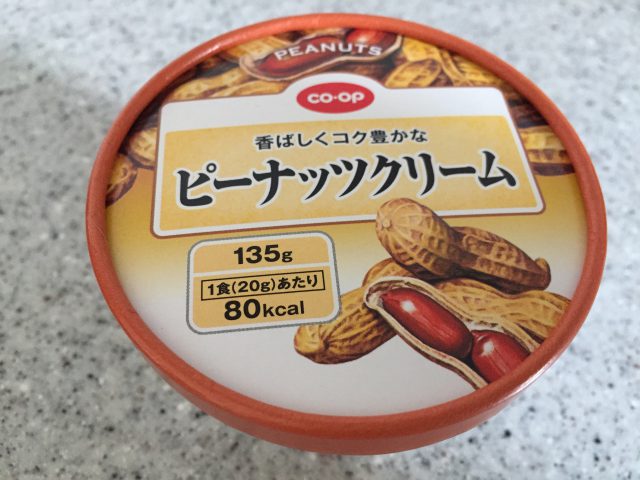 PEANUTS
CO・OP
香ばしくコク豊かな
ピーナッツクリーム
135g
1食(20g)あたり
80kcal